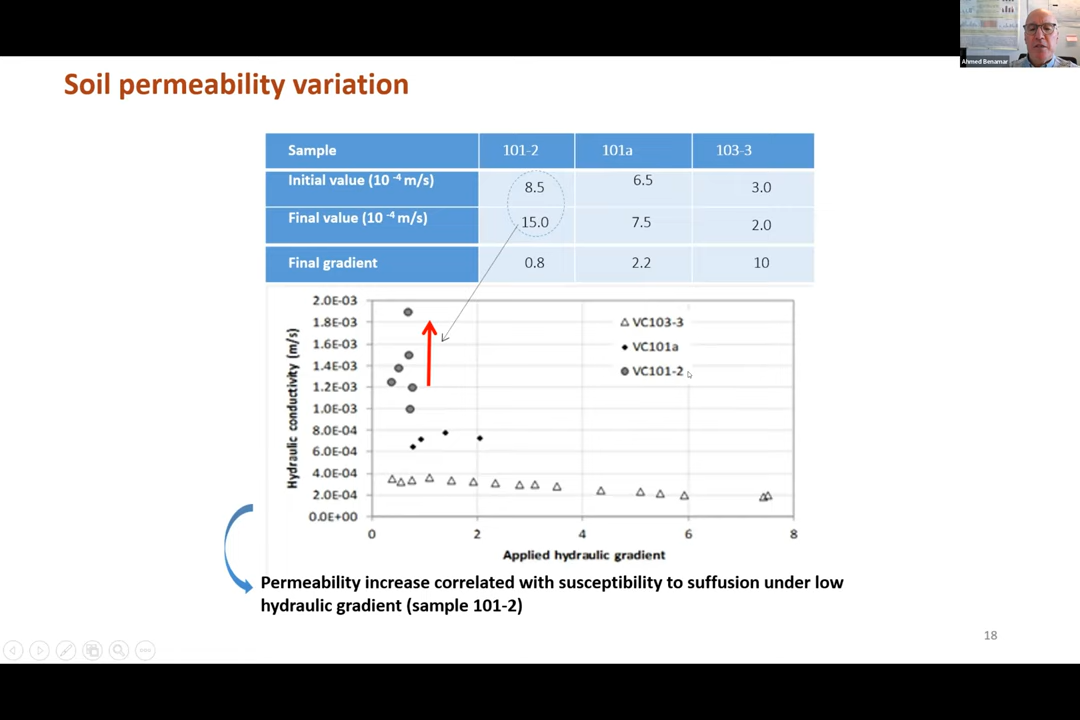 Ahmed Benamar
Soil permeability variation
Sample 101-2 101a 103-3
Initial value (10 -4 m/s) 8.5 6.5 3.0
Final value (10 -4 m/s) 15.0 7.5 2.0
Final gradient 0.8 2.2 10
Hydraulic conductivity (m/s)
2.0E-03
1.8E-03
1.6E-03
1.4E-03
1.2E-03
1.0E-03
8.0E-04
6.0E-04
4.0E-04
2.0E-04
0.0E+00
VC103-3
VC101a
VC101-2
0 2 4 6 8
Applied hydraulic gradient
Permeability increase correlated with susceptibility to suffusion under low
hydraulic gradient (sample 101-2)
18